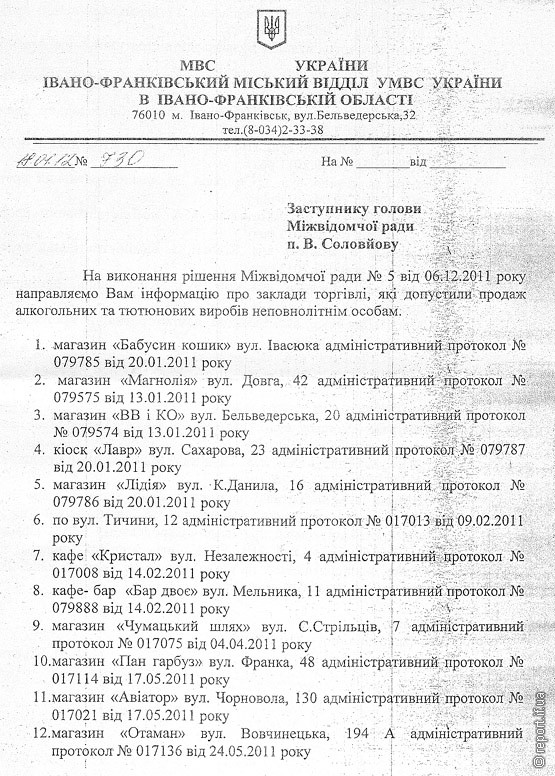 МВС УКРАЇНИ
ІВАНО-ФРАНКІВСЬКИЙ МІСЬКИЙ ВІДДІЛ УМВС УКРАЇНИ
В ІВАНО-ФРАНКІВСЬКІЙ ОБЛАСТІ
76010 м. Івано-Франківськ, вул.Бельведерська,32
тел.(8-034)2-33-38
№ 730 На № від
Заступнику голови
Міжвідомчої ради
п. В. Соловйову
На виконання рішення Міжвідомчої ради № 5 від 06.12.2011 року
направляємо Вам інформацію про заклади торгівлі, які допустили продаж
алкогольних та тютюнових виробів неповнолітнім особам.
1. магазин «Бабусин кошик» вул. Івасюка адміністративний протокол №
079785 від 20.01.2011 року
2. магазин «Магнолія» вул. Довга, 42 адміністративний протокол №
079575 від 13.01.2011 року
3. магазин «ВВ і КО» вул. Бельведерська, 20 адміністративний протокол
№ 079574 від 13.01.2011 року
4. кіоск «Лавр» вул. Сахарова, 23 адміністративний протокол № 079787
від 20.01.2011 року
5. магазин «Лідія» вул. К.Данила, 16 адміністративний протокол №
079786 від 20.01.2011 року
6. по вул. Тичини, 12 адміністративний протокол № 017013 від 09.02.2011
року
7. кафе «Кристал» вул. Незалежності, 4 адміністративний протокол №
017008 від 14.02.2011 року
8. кафе- бар «Бар двоє» вул. Мельника, 11 адміністративний протокол №
079888 від 14.02.2011 року
9. магазин «Чумацький шлях» вул. С.Стрільців, 7 адміністративний
протокол № 017075 від 04.04.2011 року
10.магазин «Пан гарбуз» вул. Франка, 48 адміністративний протокол №
017114 від 17.05.2011 року
11.магазин «Авіатор» вул. Чорновола, 130 адміністративний протокол №
017021 від 17.05.2011 року
12.магазин «Отаман» вул. Вовчинецька, 194 А адміністративний
протокол № 017136 від 24.05.2011 року
© report.if.ua